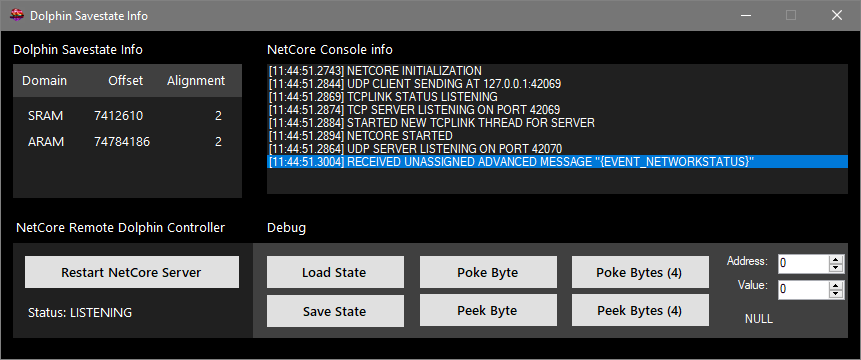 Dolphin Savestate Info
Dolphin Savestate Info
Domain Offset Alignment
SRAM 7412610 2
ARAM 74784186 2
NetCore Console info
[11:44:51.2743] NETCORE INITIALIZATION
[11:44:51.2844] UDP CLIENT SENDING AT 127.0.0.1:42069
[11:44:51.2869] TCPLINK STATUS LISTENING
[11:44:51.2874] TCP SERVER LISTENING ON PORT 42069
[11:44:51.2884] STARTED NEW TCPLINK THREAD FOR SERVER
[11:44:51.2894] NETCORE STARTED
[11:44:51.2864] UDP SERVER LISTENING ON PORT 42070
[11:44:51.3004] RECEIVED UNASSIGNED ADVANCED MESSAGE "{EVENT_NETWORKSTATUS}"
NetCore Remote Dolphin Controller
Restart NetCore Server
Status: LISTENING
Debug
Load State Poke Byte Poke Bytes (4)
Save State Peek Byte Peek Bytes (4)
Address: 0
Value: 0
NULL